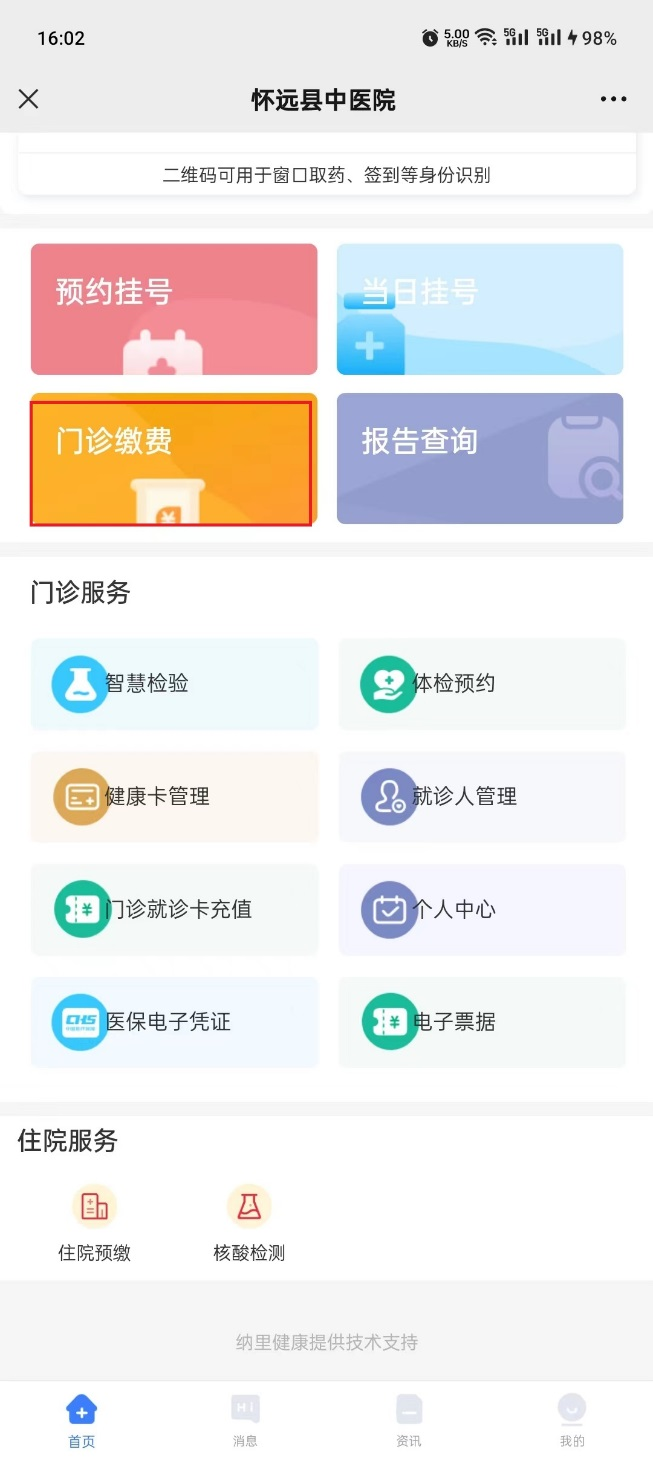 16:02
5.00 KB/S 5G 5G 98%
怀远县中医院
二维码可用于窗口取药、签到等身份识别
预约挂号
当日挂号
门诊缴费
报告查询
门诊服务
智慧检验
体检预约
健康卡管理
就诊人管理
门诊就诊卡充值
个人中心
CHS
医保电子凭证
电子票据
住院服务
住院预缴
核酸检测
纳里健康提供技术支持
Hi
首页
消息
资讯
我的